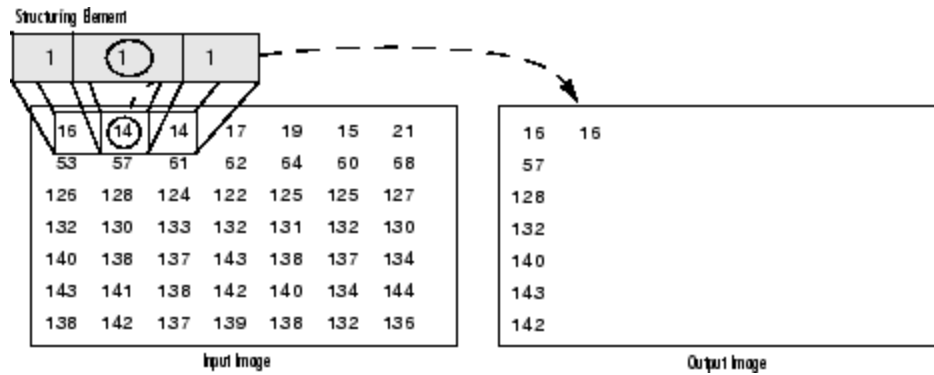 Structuring Element
1 1 1
16 14 14 17 19 15 21
16 16
53 57 61 62 64 60 68
57
126 128 124 122 125 125 127
128
132 130 133 132 131 132 130
132
140 138 137 143 138 137 134
140
143 141 138 142 140 134 144
143
138 142 137 139 138 132 136
142
Input Image
Output Image